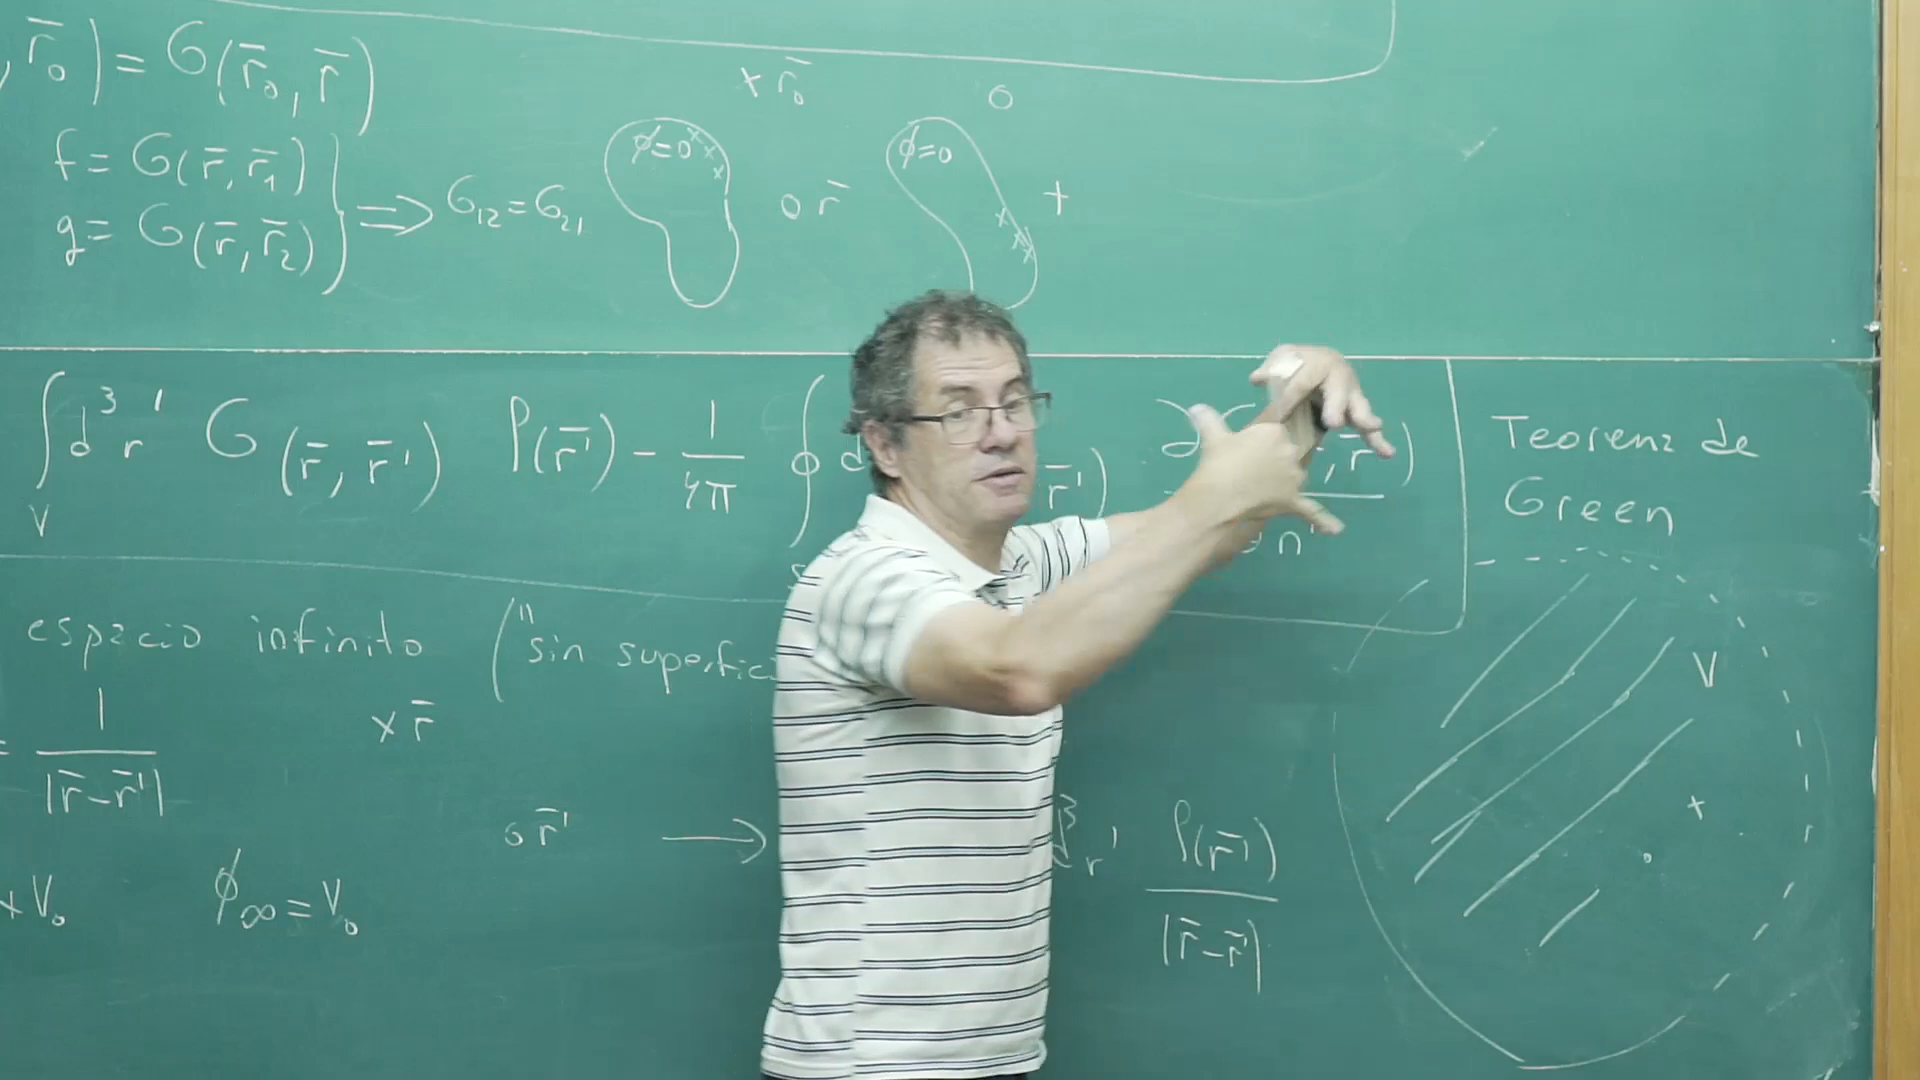 , r̄₀) = G(r̄₀, r̄)
× r̄₀
f = G(r̄, r̄₁)
g = G(r̄, r̄₂)
} ⟹ G₁₂ = G₂₁
ϕ=0
o r̄
ϕ=0
+
∫_V d³r' G(r̄, r̄') ρ(r̄') - 1/4π ∮ d r̄') · ∂ , r̄')/∂n'
Teorema de
Green
espacio infinito ("sin superfici
= 1/|r̄-r̄'|
× r̄
o r̄' → d³r' ρ(r̄')/|r̄-r̄'|
V
+ V₀ ϕ∞ = V₀